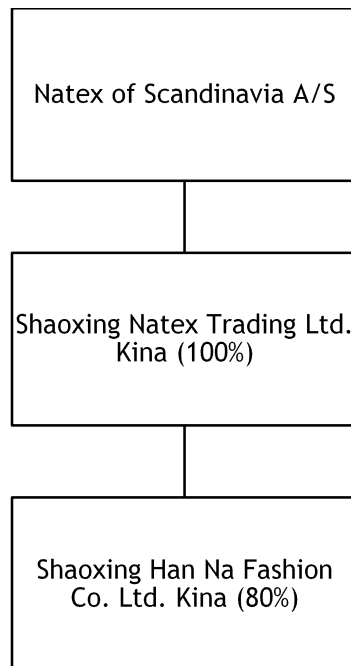 Natex of Scandinavia A/S
Shaoxing Natex Trading Ltd.
Kina (100%)
Shaoxing Han Na Fashion
Co. Ltd. Kina (80%)